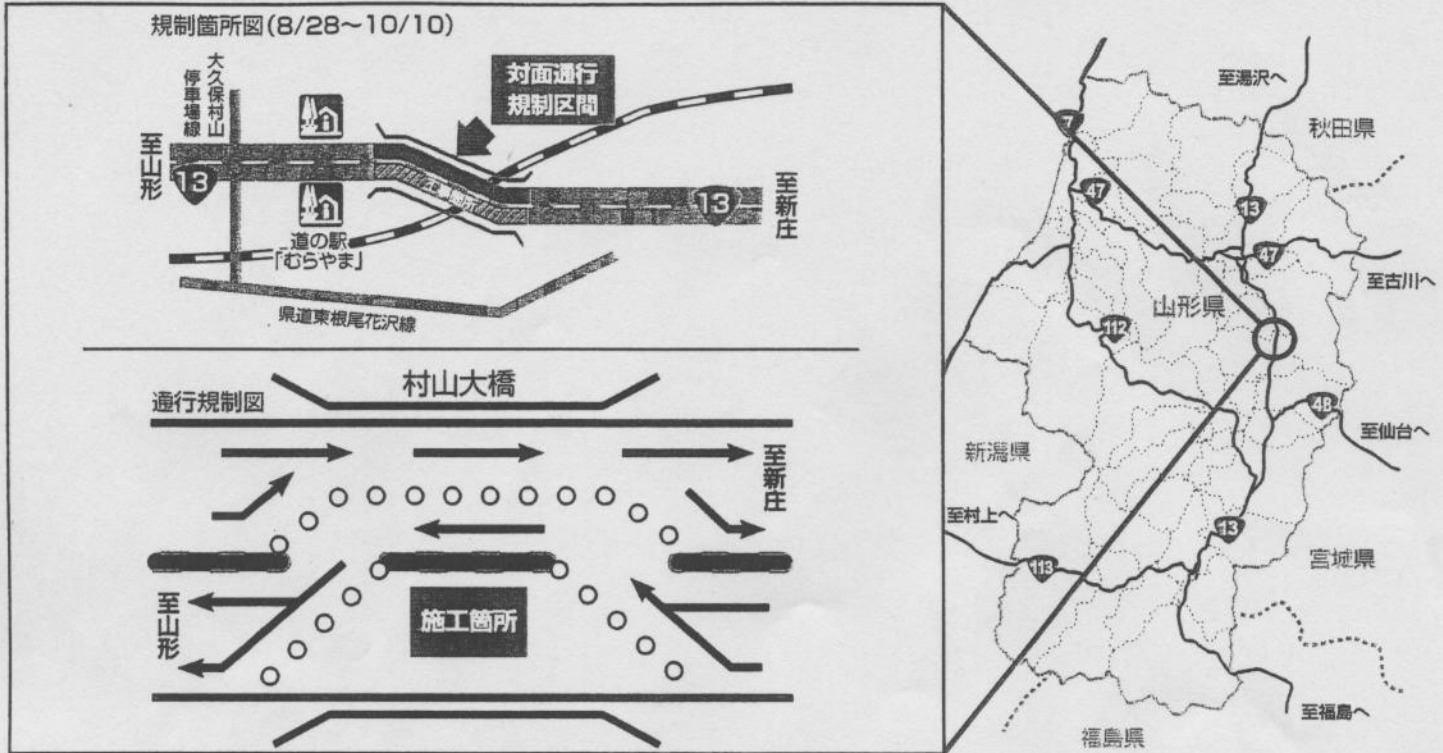 規制箇所図(8/28〜10/10)
大久保村山
停車場線
対面通行
規制区間
至山形
13
13
至新庄
道の駅
「むらやま」
県道東根尾花沢線
村山大橋
通行規制図
至新庄
至山形
施工箇所
至湯沢へ
7
秋田県
47
13
47
至古川へ
山形県
112
48
至仙台へ
新潟県
至村上へ
13
宮城県
113
至福島へ
福島県